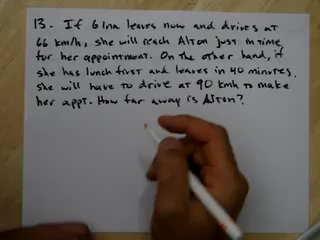 13. If Gina leaves now and drives at
66 km/h, she will reach Alton just in time
for her appointment. On the other hand, if
she has lunch first and leaves in 40 minutes,
she will have to drive at 90 kmh to make
her appt. How far away is Alton?